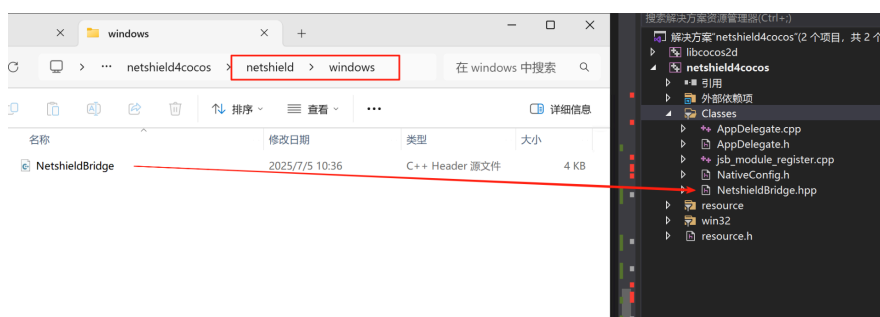 windows
netshield4cocos > netshield > windows
在 windows 中搜索
排序
查看
详细信息
名称
修改日期
类型
大小
NetshieldBridge
2025/7/5 10:36
C++ Header 源文件
4 KB
搜索解决方案资源管理器(Ctrl+;)
解决方案"netshield4cocos"(2 个项目，共 2 个
libcocos2d
netshield4cocos
引用
外部依赖项
Classes
AppDelegate.cpp
AppDelegate.h
jsb_module_register.cpp
NativeConfig.h
NetshieldBridge.hpp
resource
win32
resource.h